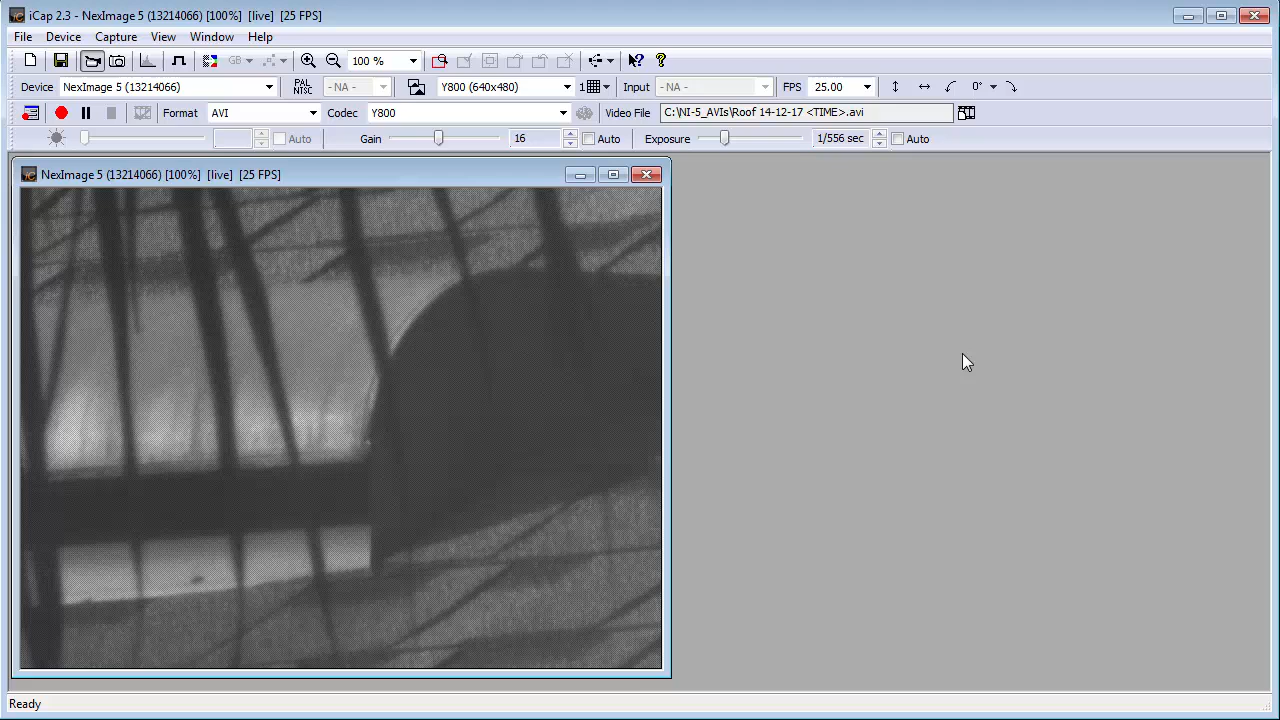 iCap 2.3 - NexImage 5 (13214066) [100%] [live] [25 FPS]
File Device Capture View Window Help
GB 100 %
Device NexImage 5 (13214066) PAL NTSC - NA - Y800 (640x480) 1 Input - NA - FPS 25.00 0°
Format AVI Codec Y800 Video File C:\NI-5_AVIs\Roof 14-12-17 <TIME>.avi
Auto Gain 16 Auto Exposure 1/556 sec Auto
NexImage 5 (13214066) [100%] [live] [25 FPS]
Ready